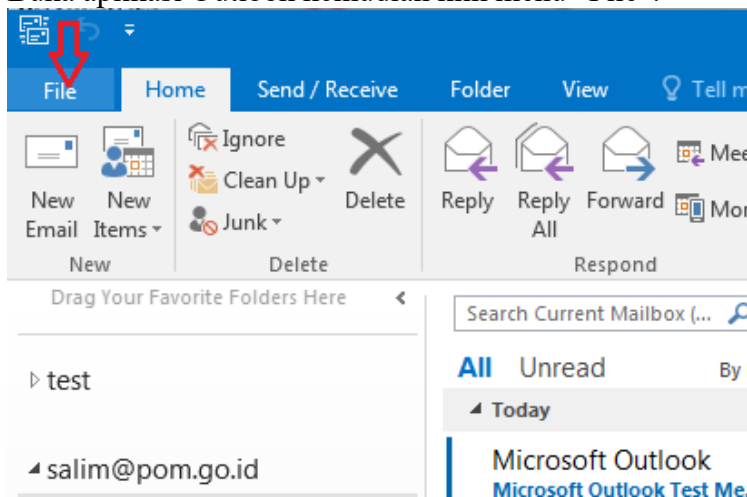 File Home Send / Receive Folder View Tell m
Ignore
Clean Up
Junk
New Email
New Items
Delete
Reply
Reply All
Forward
Mee
Mor
New Delete Respond
Drag Your Favorite Folders Here
Search Current Mailbox (...
All Unread By
Today
test
salim@pom.go.id
Microsoft Outlook
Microsoft Outlook Test Me